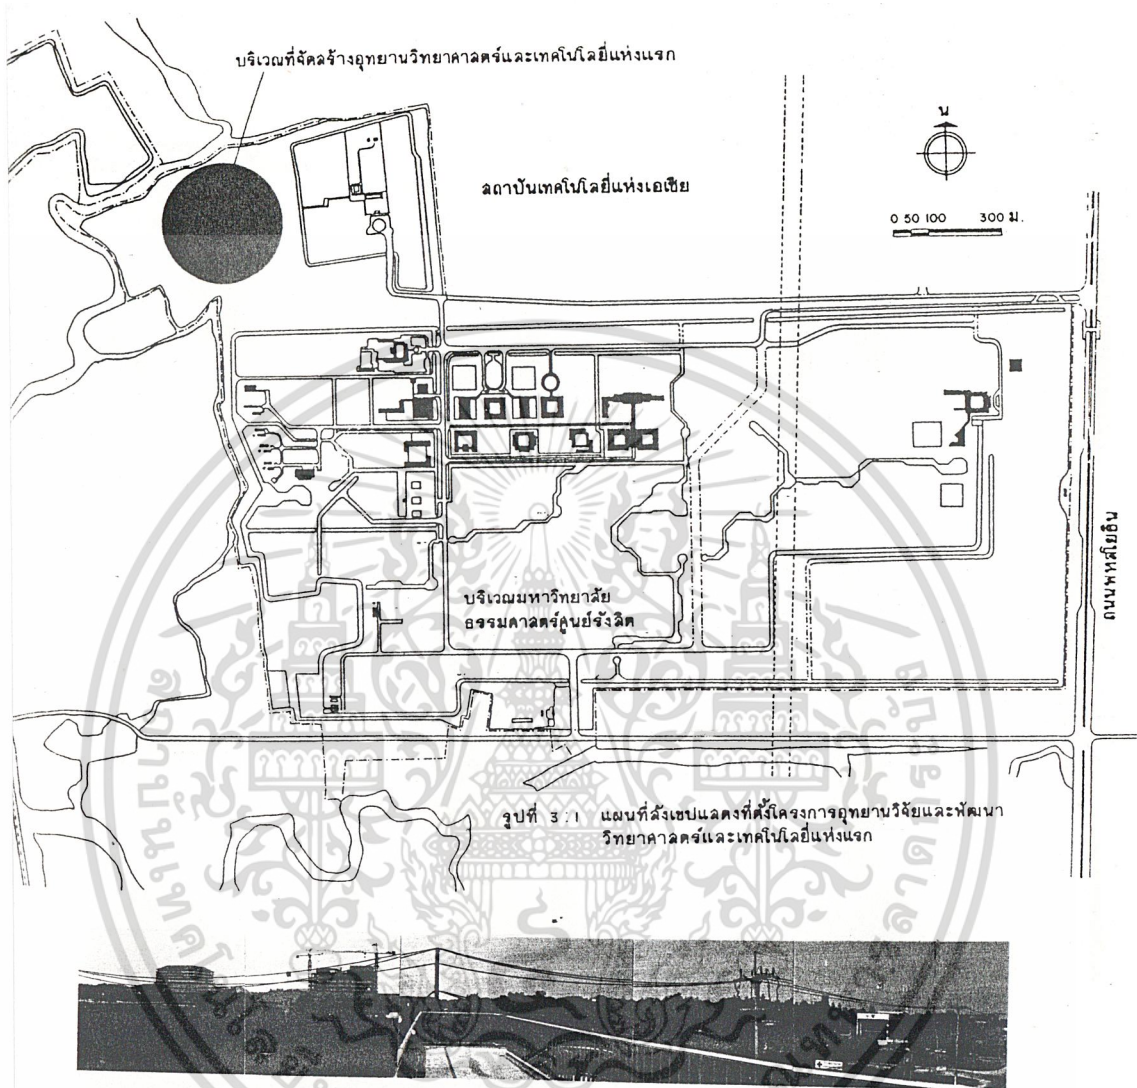 บริเวณที่จัดสร้างอุทยานวิทยาศาสตร์และเทคโนโลยี่แห่งแรก
น
สถาบันเทคโนโลยี่แห่งเอเชีย
0 50 100 300 ม.
ถนนพหลโยธิน
บริเวณมหาวิทยาลัย
ธรรมศาสตร์ศูนย์รังสิต
รูปที่ 3:1 แผนที่สังเขปแสดงที่ตั้งโครงการอุทยานวิจัยและพัฒนา
วิทยาศาสตร์และเทคโนโลยี่แห่งแรก